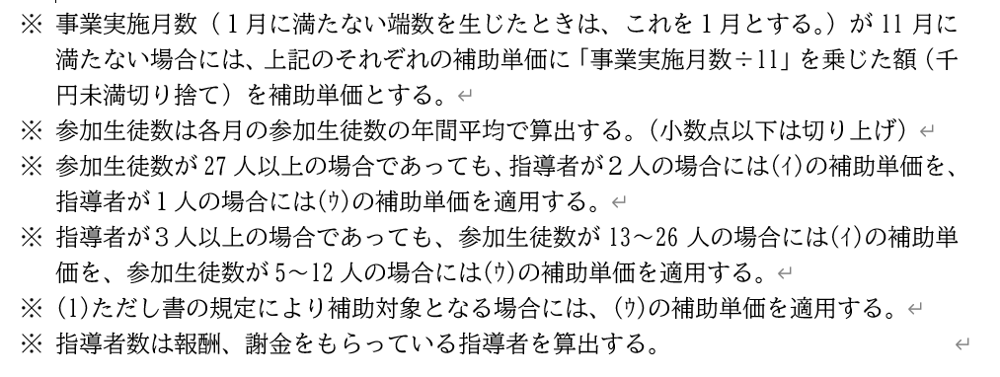 ※ 事業実施月数（１月に満たない端数を生じたときは、これを１月とする。）が 11 月に
満たない場合には、上記のそれぞれの補助単価に「事業実施月数÷11」を乗じた額（千
円未満切り捨て）を補助単価とする。
※ 参加生徒数は各月の参加生徒数の年間平均で算出する。（小数点以下は切り上げ）
※ 参加生徒数が 27 人以上の場合であっても、指導者が２人の場合には(ｲ)の補助単価を、
指導者が１人の場合には(ｳ)の補助単価を適用する。
※ 指導者が３人以上の場合であっても、参加生徒数が 13～26 人の場合には(ｲ)の補助単
価を、参加生徒数が 5～12 人の場合には(ｳ)の補助単価を適用する。
※ (1)ただし書の規定により補助対象となる場合には、(ｳ)の補助単価を適用する。
※ 指導者数は報酬、謝金をもらっている指導者を算出する。